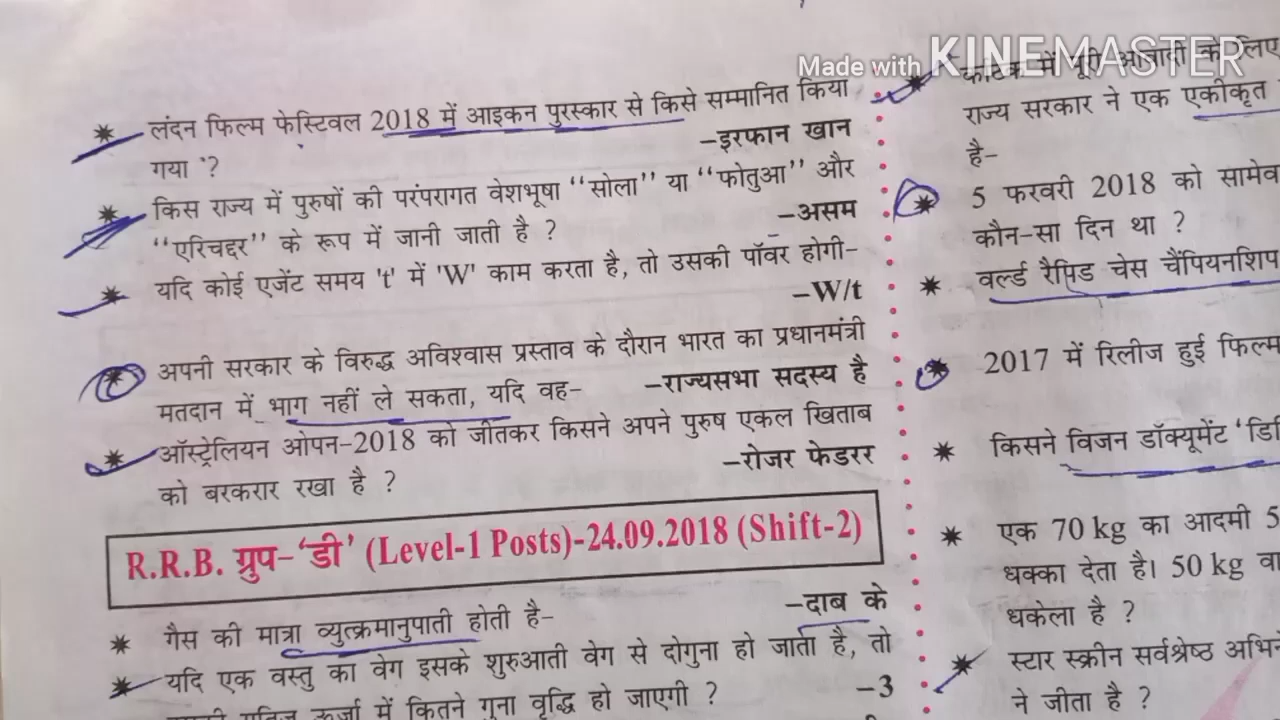 Made with KINEMASTER
✷ लंदन फिल्म फेस्टिवल 2018 में आइकन पुरस्कार से किसे सम्मानित किया
गया ? –इरफान खान
✷ किस राज्य में पुरुषों की परंपरागत वेशभूषा ‘‘सोला’’ या ‘‘फोतुआ’’ और
‘‘एरिचद्दर’’ के रूप में जानी जाती है ? –असम
✷ यदि कोई एजेंट समय 't' में 'W' काम करता है, तो उसकी पॉवर होगी–
–W/t
✷ अपनी सरकार के विरुद्ध अविश्वास प्रस्ताव के दौरान भारत का प्रधानमंत्री
मतदान में भाग नहीं ले सकता, यदि वह– –राज्यसभा सदस्य है
✷ ऑस्ट्रेलियन ओपन–2018 को जीतकर किसने अपने पुरुष एकल खिताब
को बरकरार रखा है ? –रोजर फेडरर
R.R.B. ग्रुप–‘डी’ (Level-1 Posts)-24.09.2018 (Shift-2)
✷ गैस की मात्रा व्युत्क्रमानुपाती होती है– –दाब के
✷ यदि एक वस्तु का वेग इसके शुरुआती वेग से दोगुना हो जाता है, तो
ऊर्जा में कितने गुना वृद्धि हो जाएगी ? –3
✷ में पूरी के लिए
राज्य सरकार ने एक एकीकृत
है–
✷ 5 फरवरी 2018 को सामेव
कौन–सा दिन था ?
✷ वर्ल्ड रैपिड चेस चैंपियनशिप
✷ 2017 में रिलीज हुई फिल्म
✷ किसने विजन डॉक्यूमेंट ‘डि
✷ एक 70 kg का आदमी 5
धक्का देता है। 50 kg वा
धकेला है ?
✷ स्टार स्क्रीन सर्वश्रेष्ठ अभि
ने जीता है ?